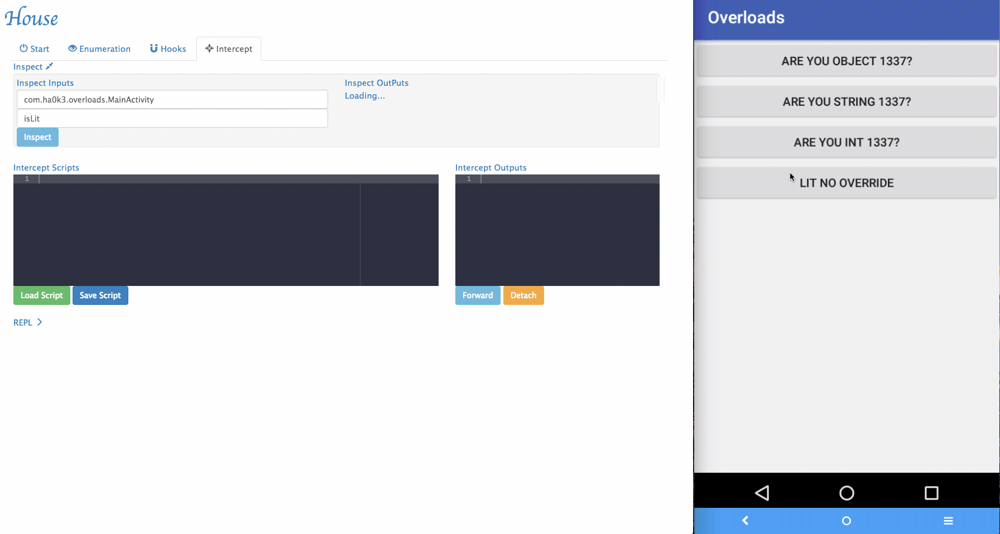 House
Start Enumeration Hooks Intercept
Inspect
Inspect Inputs
com.ha0k3.overloads.MainActivity
isLit
Inspect
Inspect OutPuts
Loading...
Intercept Scripts
1
Load Script Save Script
Intercept Outputs
1
Forward Detach
REPL
Overloads
ARE YOU OBJECT 1337?
ARE YOU STRING 1337?
ARE YOU INT 1337?
LIT NO OVERRIDE